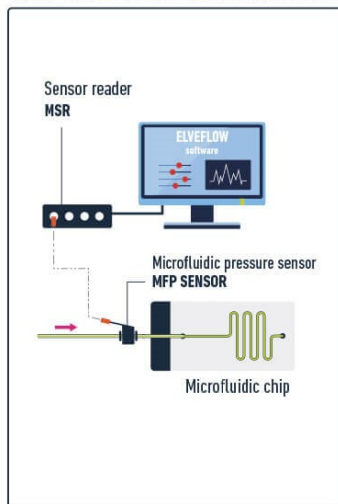 Sensor reader
MSR
ELVEFLOW
software
Microfluidic pressure sensor
MFP SENSOR
Microfluidic chip